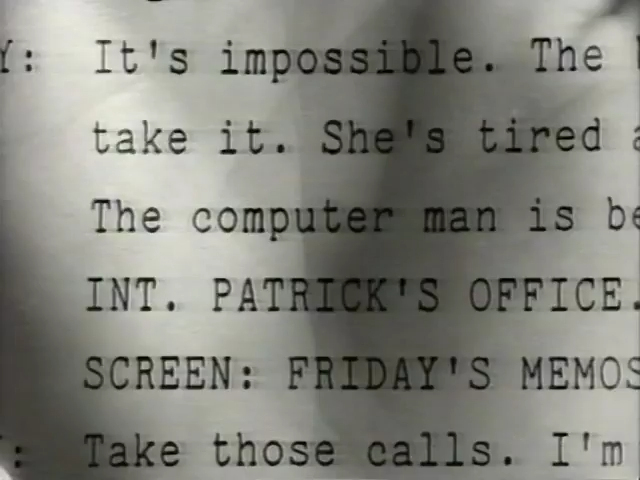 Y: It's impossible. The
take it. She's tired
The computer man is be
INT. PATRICK'S OFFICE.
SCREEN: FRIDAY'S MEMOS
: Take those calls. I'm